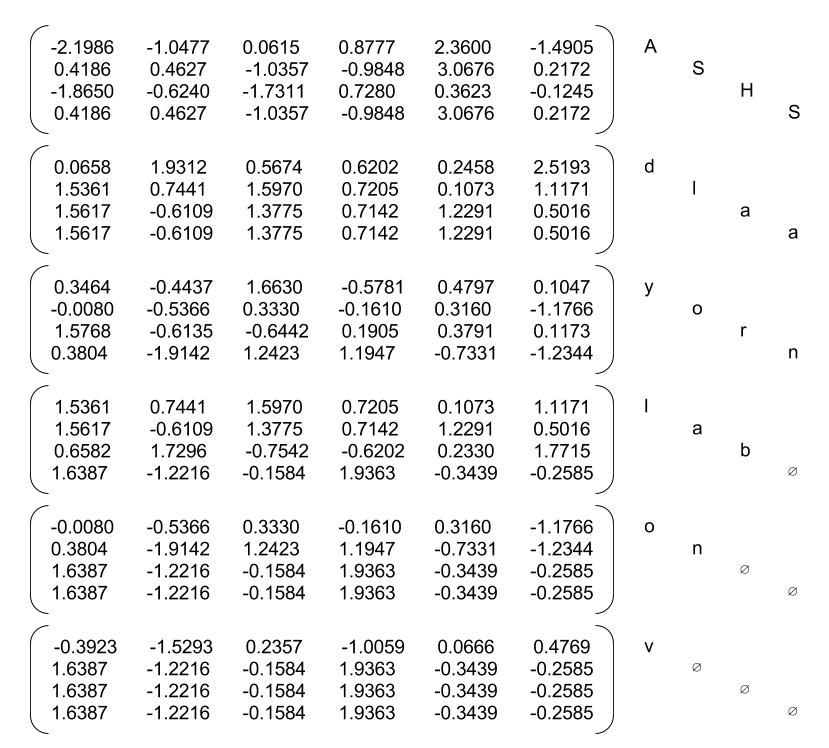 -2.1986 -1.0477 0.0615 0.8777 2.3600 -1.4905 A
0.4186 0.4627 -1.0357 -0.9848 3.0676 0.2172 S
-1.8650 -0.6240 -1.7311 0.7280 0.3623 -0.1245 H
0.4186 0.4627 -1.0357 -0.9848 3.0676 0.2172 S
0.0658 1.9312 0.5674 0.6202 0.2458 2.5193 d
1.5361 0.7441 1.5970 0.7205 0.1073 1.1171 l
1.5617 -0.6109 1.3775 0.7142 1.2291 0.5016 a
1.5617 -0.6109 1.3775 0.7142 1.2291 0.5016 a
0.3464 -0.4437 1.6630 -0.5781 0.4797 0.1047 y
-0.0080 -0.5366 0.3330 -0.1610 0.3160 -1.1766 o
1.5768 -0.6135 -0.6442 0.1905 0.3791 0.1173 r
0.3804 -1.9142 1.2423 1.1947 -0.7331 -1.2344 n
1.5361 0.7441 1.5970 0.7205 0.1073 1.1171 l
1.5617 -0.6109 1.3775 0.7142 1.2291 0.5016 a
0.6582 1.7296 -0.7542 -0.6202 0.2330 1.7715 b
1.6387 -1.2216 -0.1584 1.9363 -0.3439 -0.2585 ∅
-0.0080 -0.5366 0.3330 -0.1610 0.3160 -1.1766 o
0.3804 -1.9142 1.2423 1.1947 -0.7331 -1.2344 n
1.6387 -1.2216 -0.1584 1.9363 -0.3439 -0.2585 ∅
1.6387 -1.2216 -0.1584 1.9363 -0.3439 -0.2585 ∅
-0.3923 -1.5293 0.2357 -1.0059 0.0666 0.4769 v
1.6387 -1.2216 -0.1584 1.9363 -0.3439 -0.2585 ∅
1.6387 -1.2216 -0.1584 1.9363 -0.3439 -0.2585 ∅
1.6387 -1.2216 -0.1584 1.9363 -0.3439 -0.2585 ∅